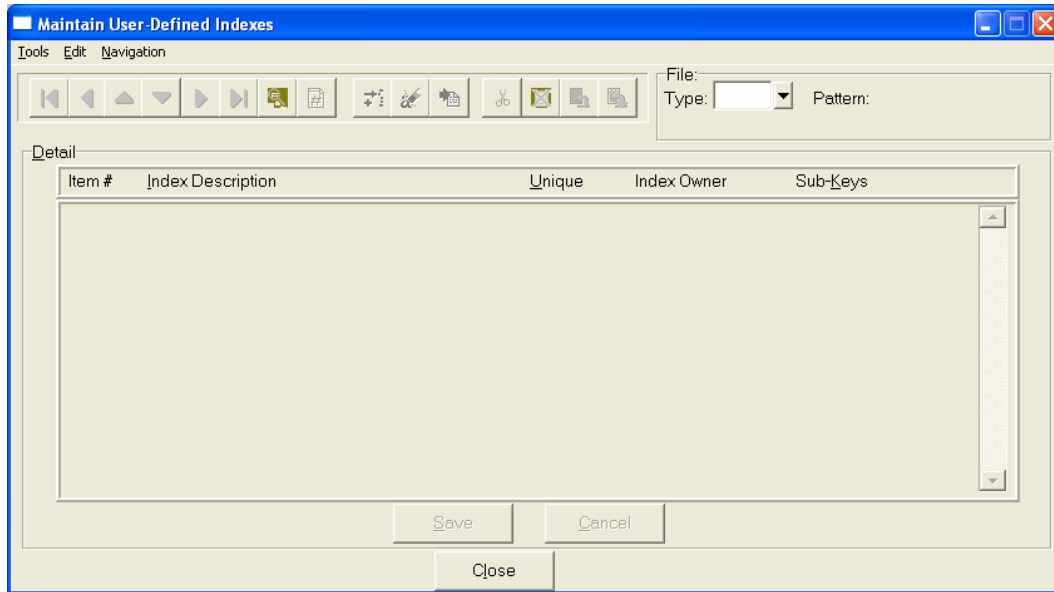 Maintain User-Defined Indexes
Tools Edit Navigation
File:
Type: Pattern:
Detail
Item # Index Description Unique Index Owner Sub-Keys
Save Cancel
Close